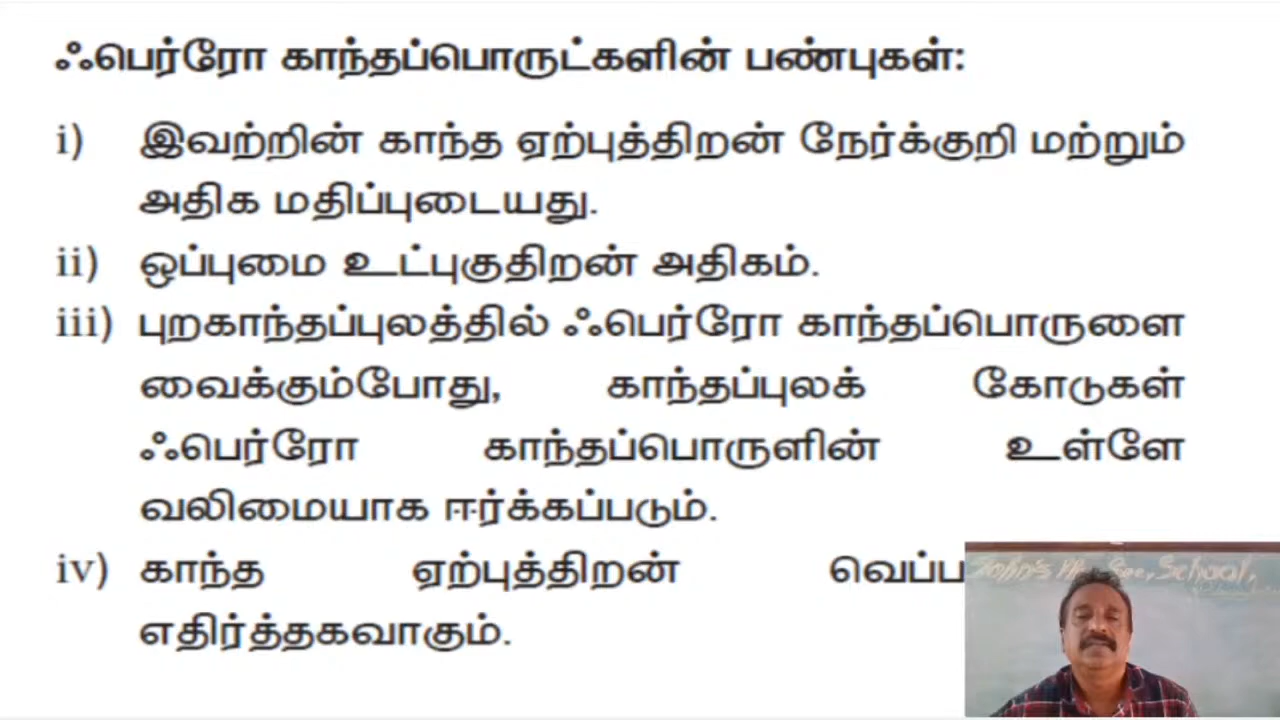 ஃபெர்ரோ காந்தப்பொருட்களின் பண்புகள்:
i) இவற்றின் காந்த ஏற்புத்திறன் நேர்க்குறி மற்றும்
அதிக மதிப்புடையது.
ii) ஒப்புமை உட்புகுதிறன் அதிகம்.
iii) புறகாந்தப்புலத்தில் ஃபெர்ரோ காந்தப்பொருளை
வைக்கும்போது, காந்தப்புலக் கோடுகள்
ஃபெர்ரோ காந்தப்பொருளின் உள்ளே
வலிமையாக ஈர்க்கப்படும்.
iv) காந்த ஏற்புத்திறன் வெப்ப
எதிர்த்தகவாகும்.
School,